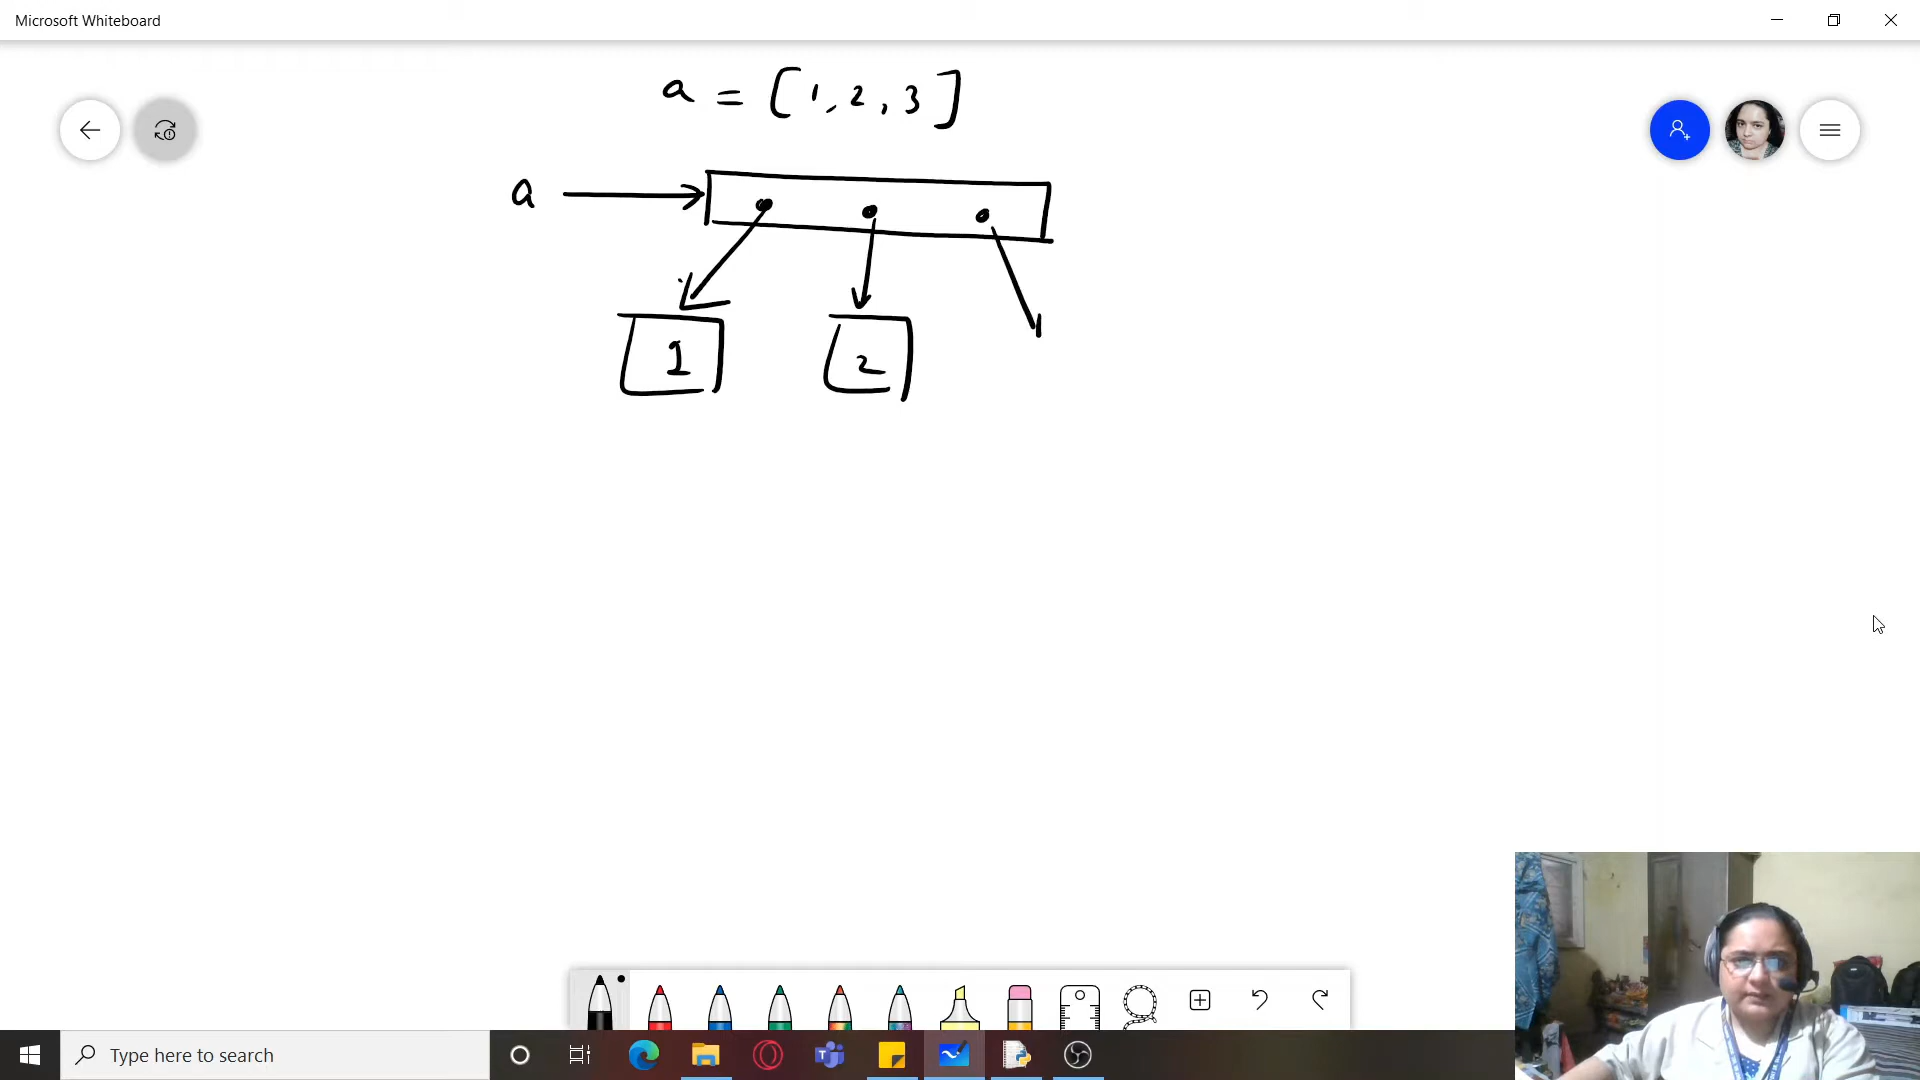 Microsoft Whiteboard
a = [1, 2, 3]
a
1
2
Type here to search